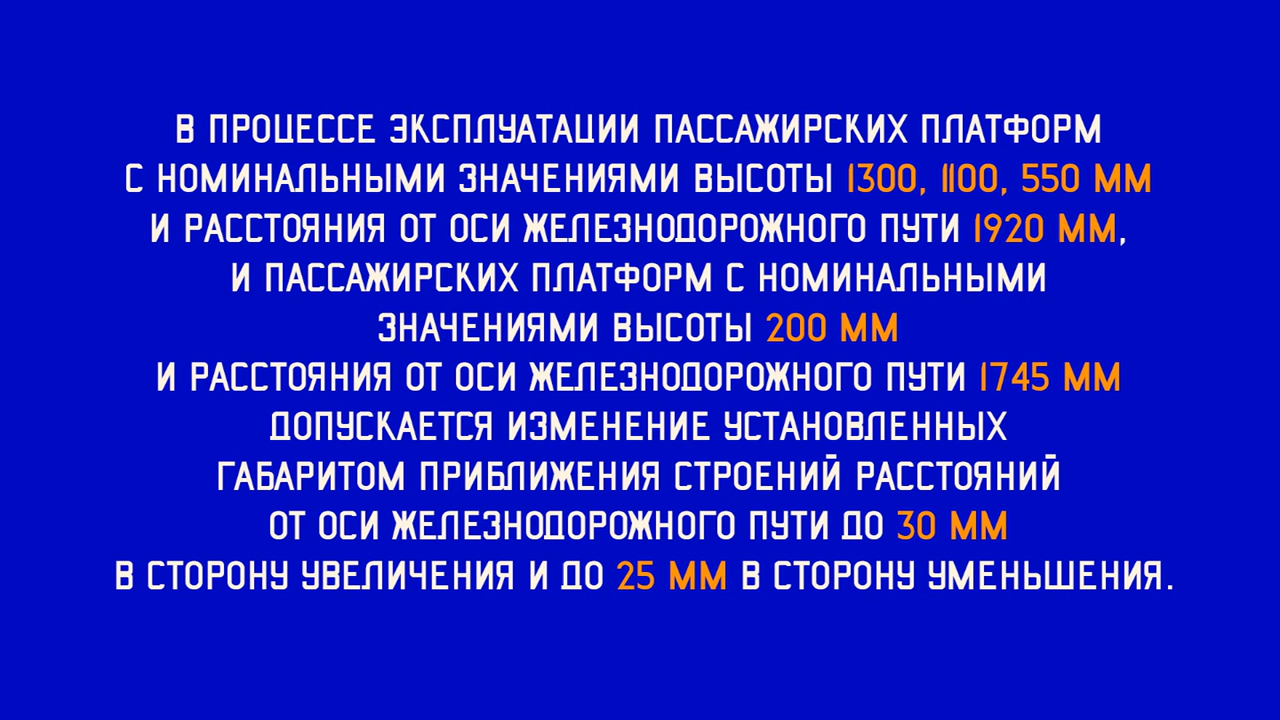 В ПРОЦЕССЕ ЭКСПЛУАТАЦИИ ПАССАЖИРСКИХ ПЛАТФОРМ
С НОМИНАЛЬНЫМИ ЗНАЧЕНИЯМИ ВЫСОТЫ 1300, 1100, 550 ММ
И РАССТОЯНИЯ ОТ ОСИ ЖЕЛЕЗНОДОРОЖНОГО ПУТИ 1920 ММ,
И ПАССАЖИРСКИХ ПЛАТФОРМ С НОМИНАЛЬНЫМИ
ЗНАЧЕНИЯМИ ВЫСОТЫ 200 ММ
И РАССТОЯНИЯ ОТ ОСИ ЖЕЛЕЗНОДОРОЖНОГО ПУТИ 1745 ММ
ДОПУСКАЕТСЯ ИЗМЕНЕНИЕ УСТАНОВЛЕННЫХ
ГАБАРИТОМ ПРИБЛИЖЕНИЯ СТРОЕНИЙ РАССТОЯНИЙ
ОТ ОСИ ЖЕЛЕЗНОДОРОЖНОГО ПУТИ ДО 30 ММ
В СТОРОНУ УВЕЛИЧЕНИЯ И ДО 25 ММ В СТОРОНУ УМЕНЬШЕНИЯ.